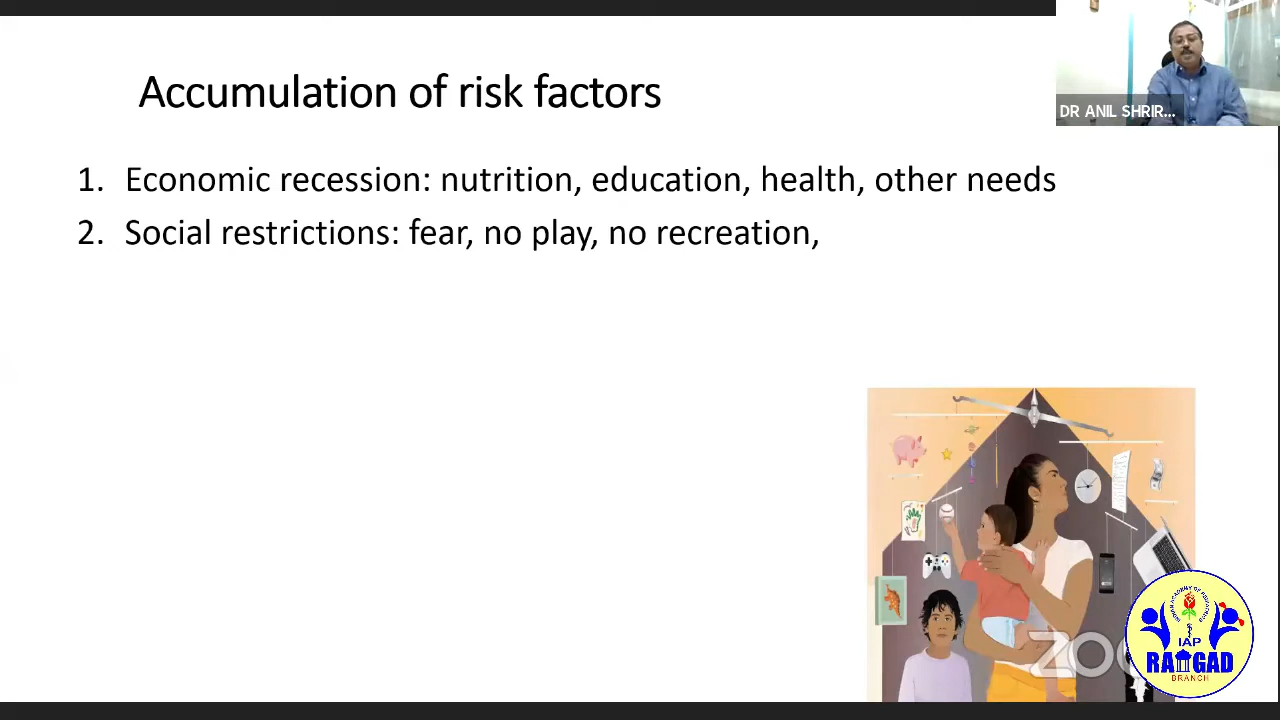 Accumulation of risk factors
DR ANIL SHRIR...
1. Economic recession: nutrition, education, health, other needs
2. Social restrictions: fear, no play, no recreation,
IAP
RAIGAD
BRANCH